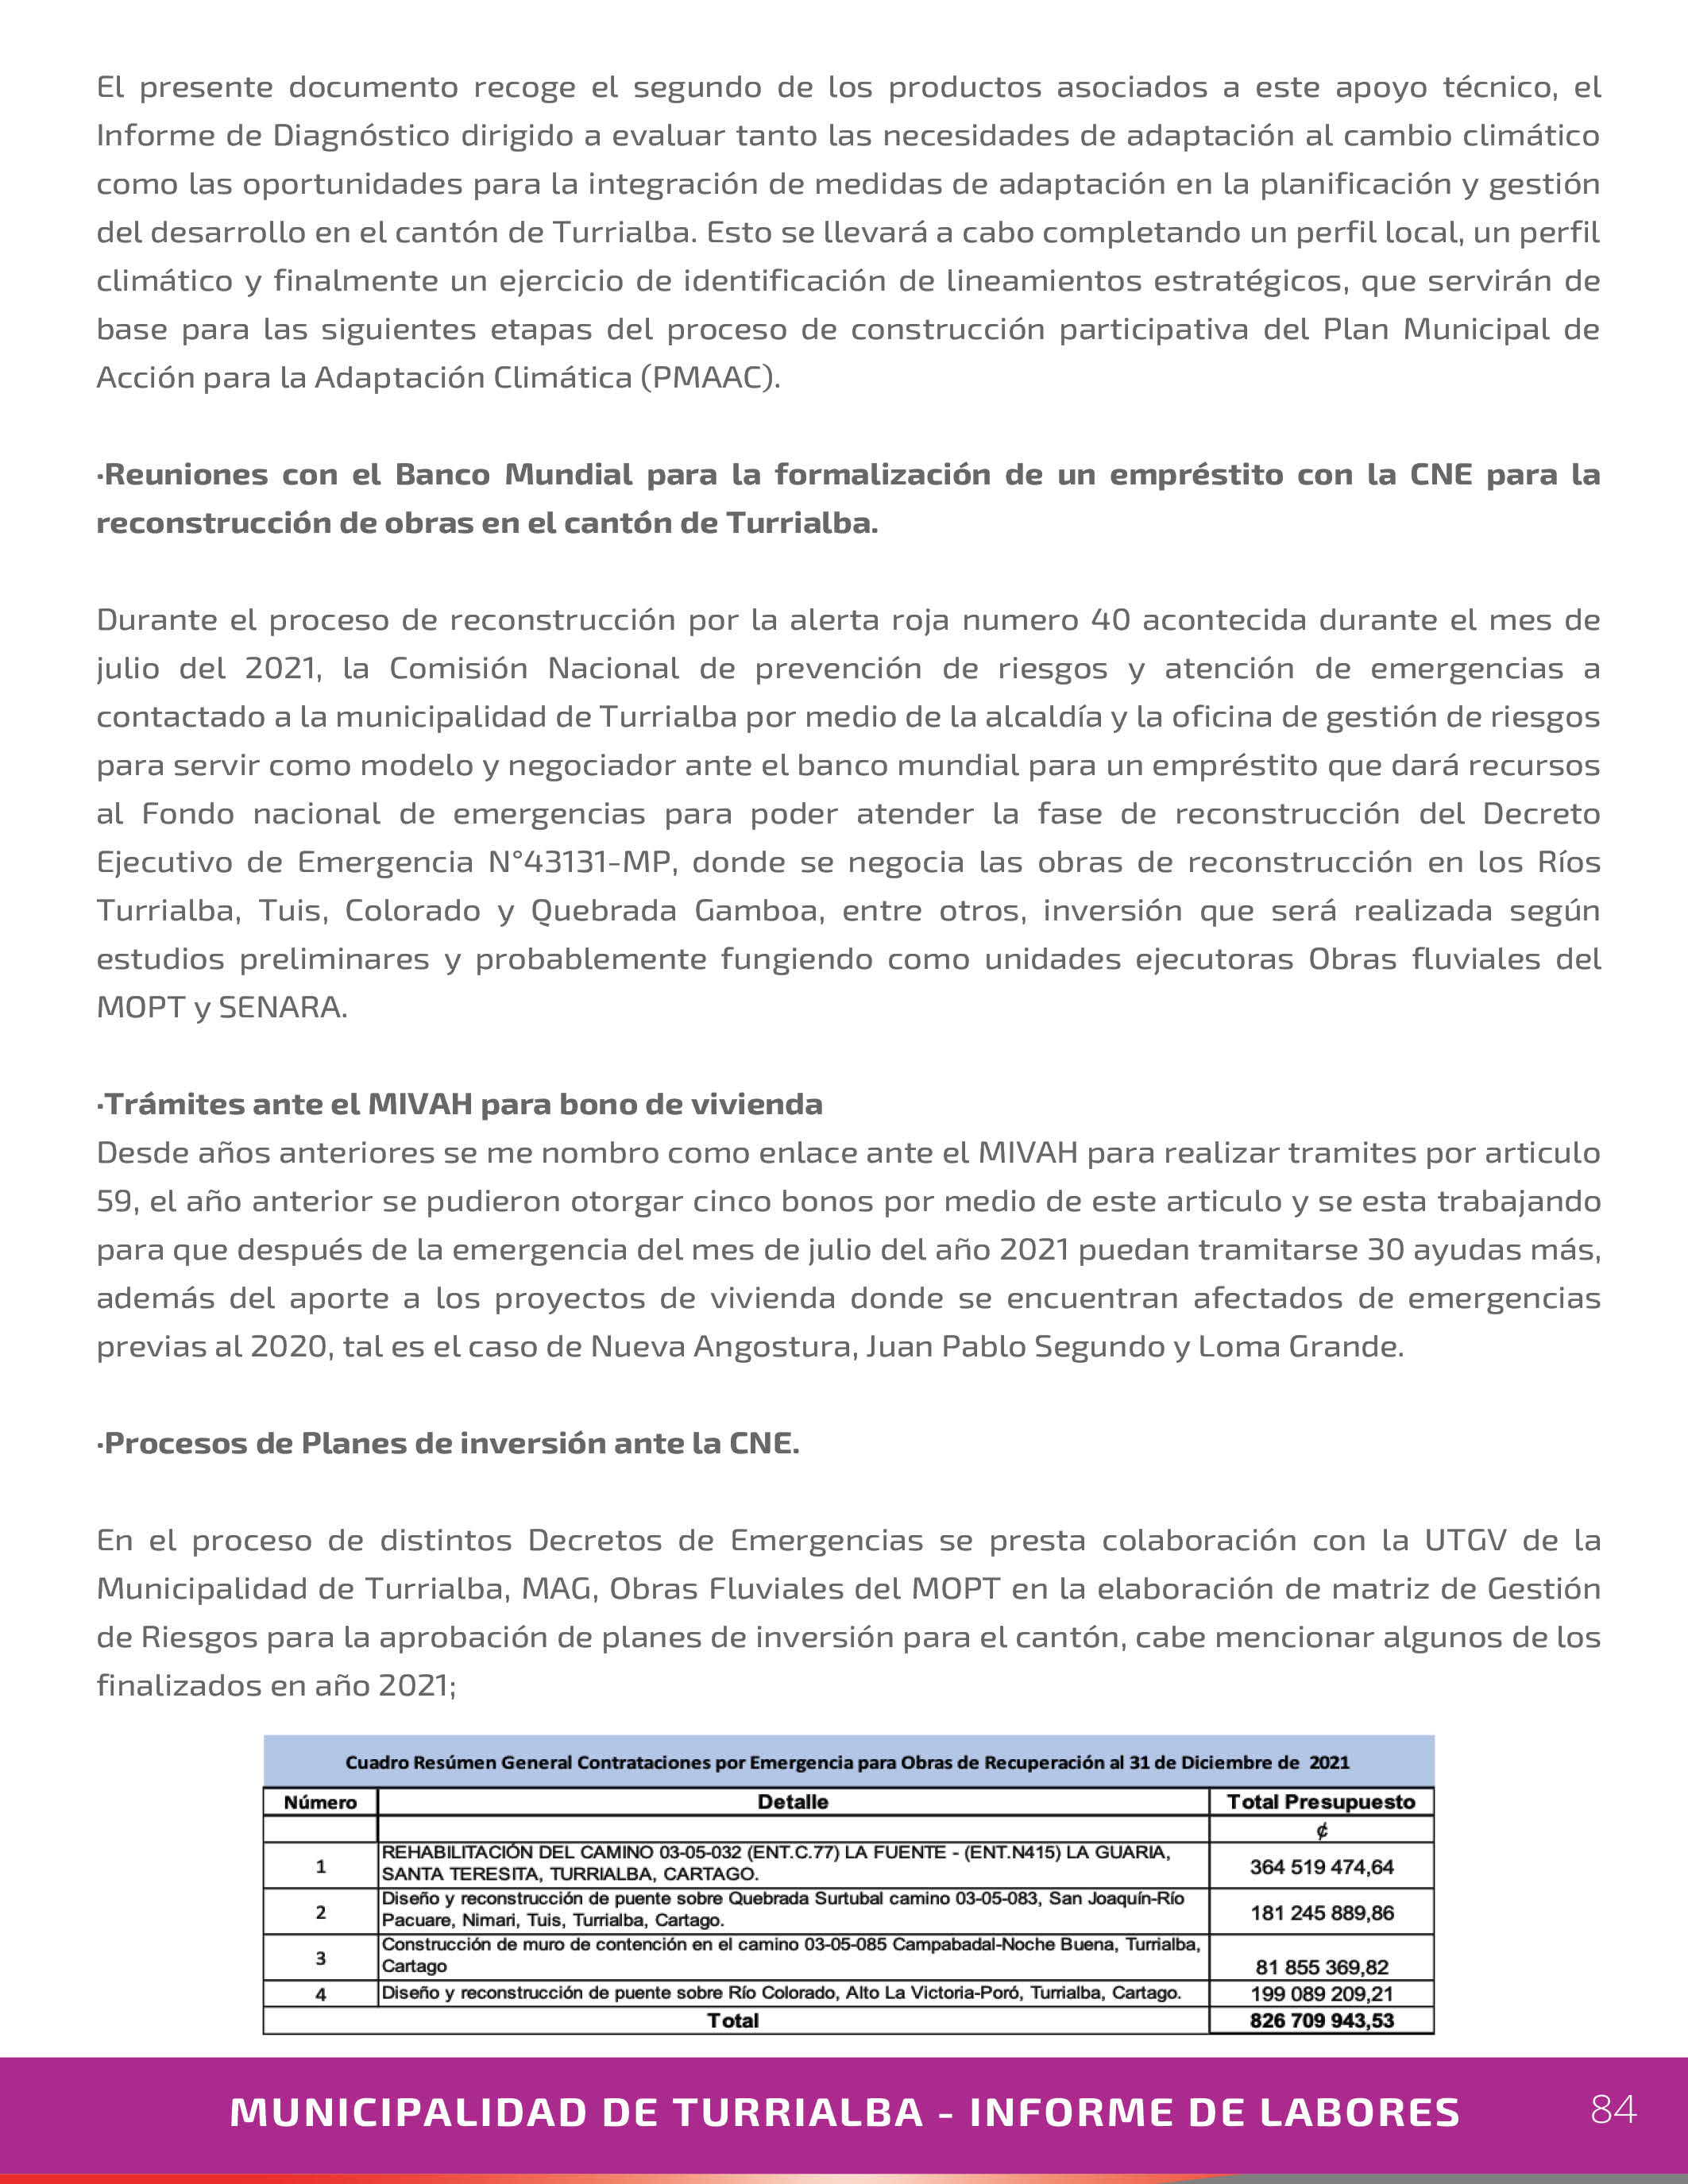 El presente documento recoge el segundo de los productos asociados a este apoyo técnico, el
Informe de Diagnóstico dirigido a evaluar tanto las necesidades de adaptación al cambio climático
como las oportunidades para la integración de medidas de adaptación en la planificación y gestión
del desarrollo en el cantón de Turrialba. Esto se llevará a cabo completando un perfil local, un perfil
climático y finalmente un ejercicio de identificación de lineamientos estratégicos, que servirán de
base para las siguientes etapas del proceso de construcción participativa del Plan Municipal de
Acción para la Adaptación Climática (PMAAC).
·Reuniones con el Banco Mundial para la formalización de un empréstito con la CNE para la
reconstrucción de obras en el cantón de Turrialba.
Durante el proceso de reconstrucción por la alerta roja numero 40 acontecida durante el mes de
julio del 2021, la Comisión Nacional de prevención de riesgos y atención de emergencias a
contactado a la municipalidad de Turrialba por medio de la alcaldía y la oficina de gestión de riesgos
para servir como modelo y negociador ante el banco mundial para un empréstito que dará recursos
al Fondo nacional de emergencias para poder atender la fase de reconstrucción del Decreto
Ejecutivo de Emergencia N°43131-MP, donde se negocia las obras de reconstrucción en los Ríos
Turrialba, Tuis, Colorado y Quebrada Gamboa, entre otros, inversión que será realizada según
estudios preliminares y probablemente fungiendo como unidades ejecutoras Obras fluviales del
MOPT y SENARA.
·Trámites ante el MIVAH para bono de vivienda
Desde años anteriores se me nombro como enlace ante el MIVAH para realizar tramites por articulo
59, el año anterior se pudieron otorgar cinco bonos por medio de este articulo y se esta trabajando
para que después de la emergencia del mes de julio del año 2021 puedan tramitarse 30 ayudas más,
además del aporte a los proyectos de vivienda donde se encuentran afectados de emergencias
previas al 2020, tal es el caso de Nueva Angostura, Juan Pablo Segundo y Loma Grande.
·Procesos de Planes de inversión ante la CNE.
En el proceso de distintos Decretos de Emergencias se presta colaboración con la UTGV de la
Municipalidad de Turrialba, MAG, Obras Fluviales del MOPT en la elaboración de matriz de Gestión
de Riesgos para la aprobación de planes de inversión para el cantón, cabe mencionar algunos de los
finalizados en año 2021;
Cuadro Resúmen General Contrataciones por Emergencia para Obras de Recuperación al 31 de Diciembre de 2021
Número Detalle Total Presupuesto
₡
1 REHABILITACIÓN DEL CAMINO 03-05-032 (ENT.C.77) LA FUENTE - (ENT.N415) LA GUARIA,
SANTA TERESITA, TURRIALBA, CARTAGO. 364 519 474,64
2 Diseño y reconstrucción de puente sobre Quebrada Surtubal camino 03-05-083, San Joaquín-Río
Pacuare, Nimari, Tuis, Turrialba, Cartago. 181 245 889,86
3 Construcción de muro de contención en el camino 03-05-085 Campabadal-Noche Buena, Turrialba,
Cartago 81 855 369,82
4 Diseño y reconstrucción de puente sobre Río Colorado, Alto La Victoria-Poró, Turrialba, Cartago. 199 089 209,21
Total 826 709 943,53
MUNICIPALIDAD DE TURRIALBA - INFORME DE LABORES 84